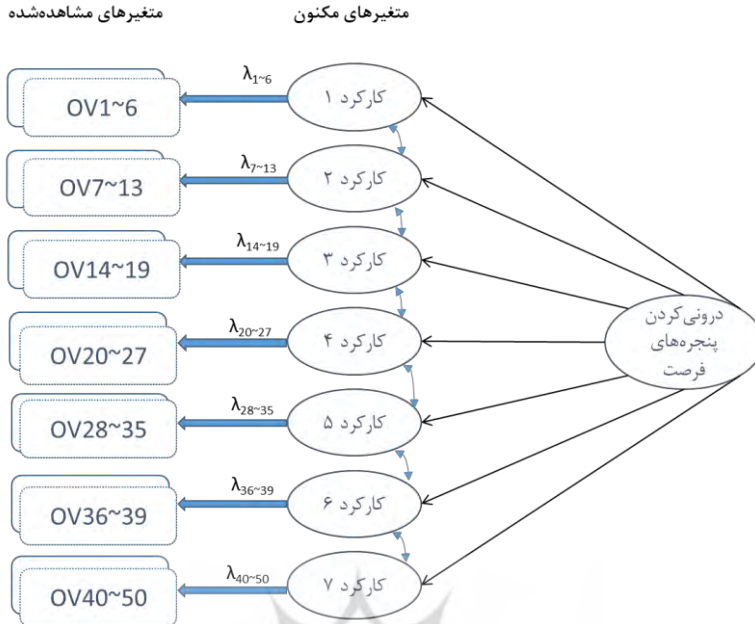 متغیرهای مکنون
متغیرهای مشاهده‌شده
کارکرد ۱
λ1~6
OV1~6
کارکرد ۲
λ7~13
OV7~13
کارکرد ۳
λ14~19
OV14~19
کارکرد ۴
λ20~27
OV20~27
کارکرد ۵
λ28~35
OV28~35
کارکرد ۶
λ36~39
OV36~39
کارکرد ۷
λ40~50
OV40~50
درونی‌کردن
پنجره‌های
فرصت